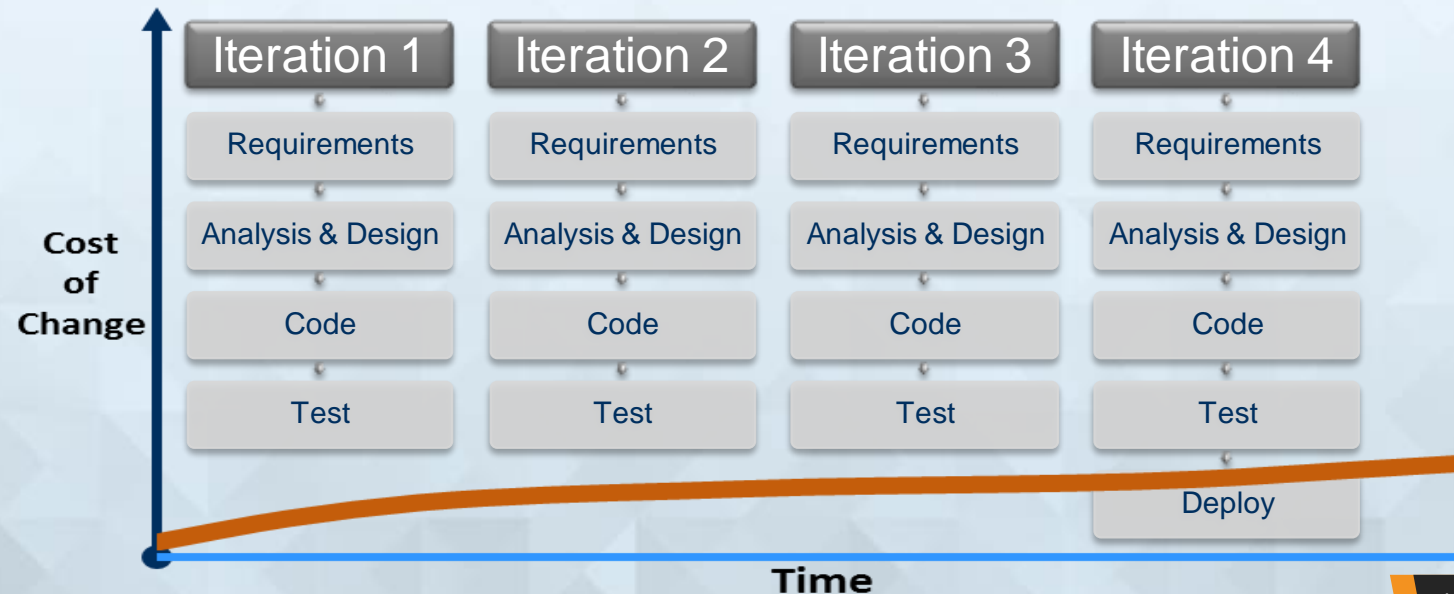 Iteration 1
Iteration 2
Iteration 3
Iteration 4
Requirements
Requirements
Requirements
Requirements
Analysis & Design
Analysis & Design
Analysis & Design
Analysis & Design
Cost
of
Change
Code
Code
Code
Code
Test
Test
Test
Test
Deploy
Time